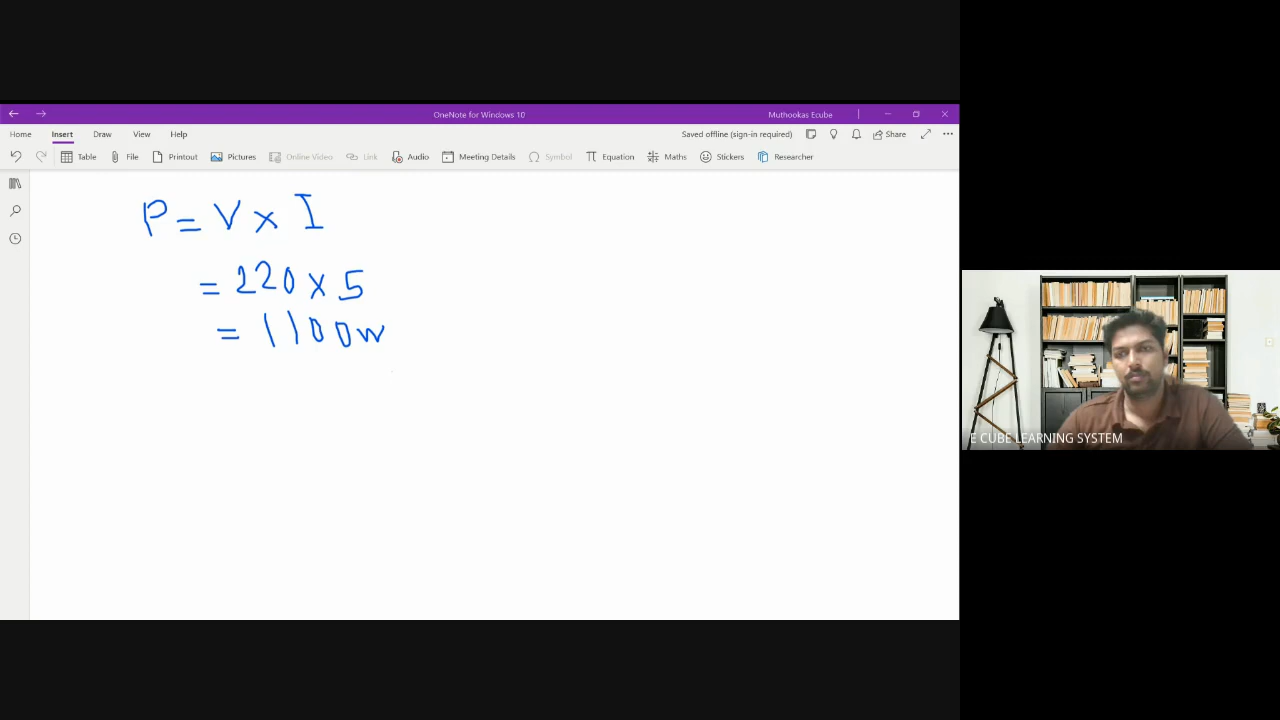 OneNote for Windows 10
Muthookas Ecube
Home Insert Draw View Help
Saved offline (sign-in required) Share
Table File Printout Pictures Online Video Link Audio Meeting Details Symbol Equation Maths Stickers Researcher
P = V × I
= 220 × 5
= 1100w
E CUBE LEARNING SYSTEM